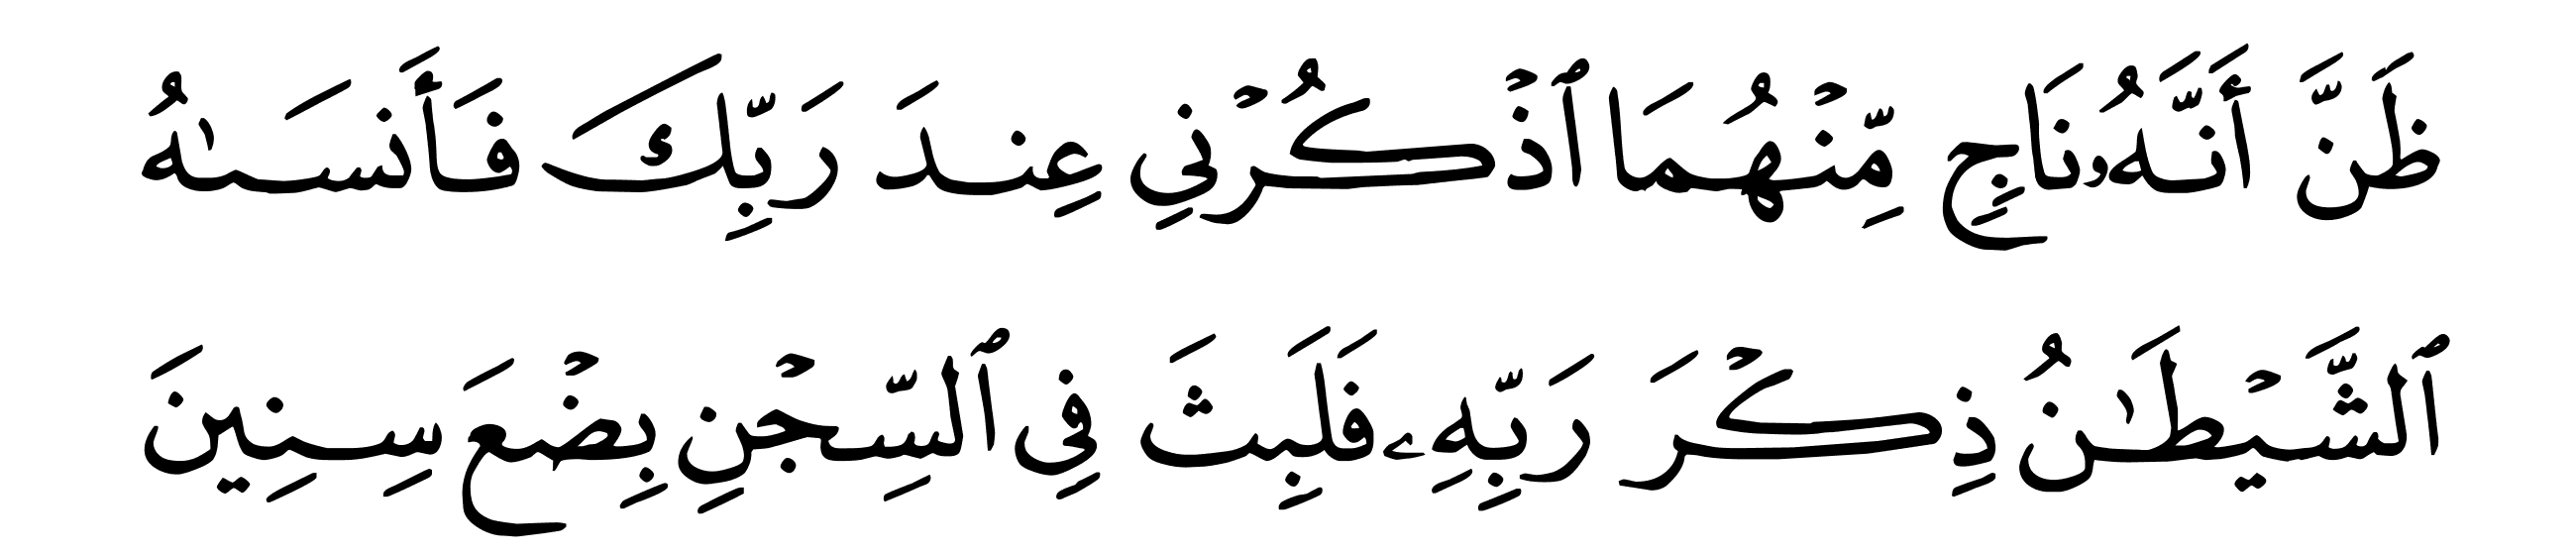 ظَنَّ أَنَّهُۥ نَاجٍ مِّنْهُمَا ٱذْكُرْنِي عِندَ رَبِّكَ فَأَنسَىٰهُ
ٱلشَّيْطَـٰنُ ذِكْرَ رَبِّهِۦ فَلَبِثَ فِي ٱلسِّجْنِ بِضْعَ سِنِينَ